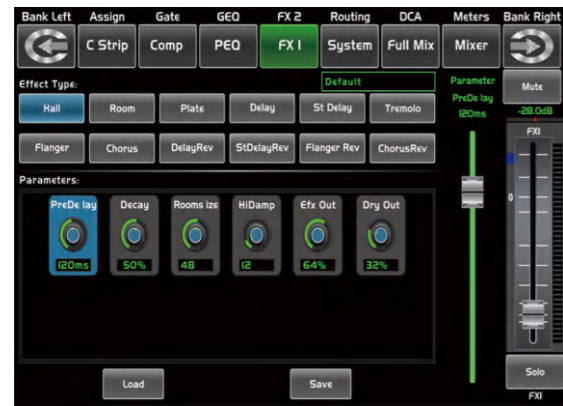 Bank Left Assign Gate GEQ FX 2 Routing DCA Meters Bank Right
C Strip Comp PEQ FX 1 System Full Mix Mixer
Effect Type: Default Parameter Mute
Hall Room Plate Delay St Delay Tremolo PreDe lay -28.0dB
120ms
FX1
Flanger Chorus DelayRev StDelayRev Flanger Rev ChorusRev
Parameters:
PreDe lay Decay Rooms ize HiDamp Efx Out Dry Out 0
120ms 50% 48 12 64% 32%
Load Save Solo
FX1